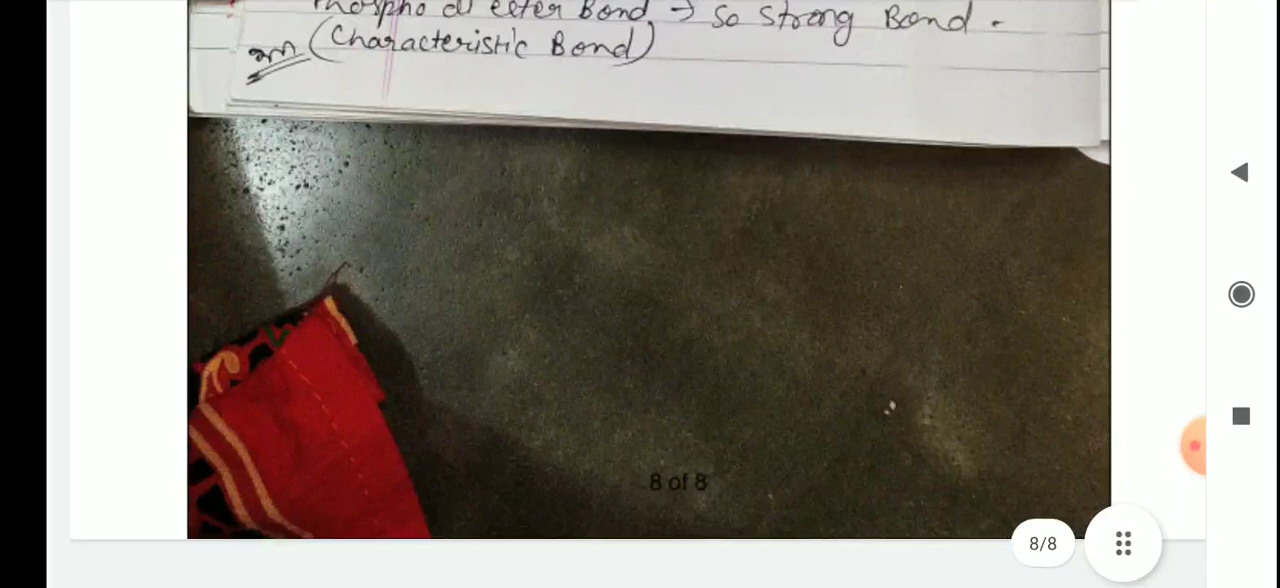 Phospho di ester Bond → so Strong Bond.
(Characteristic Bond)
8 of 8
8/8